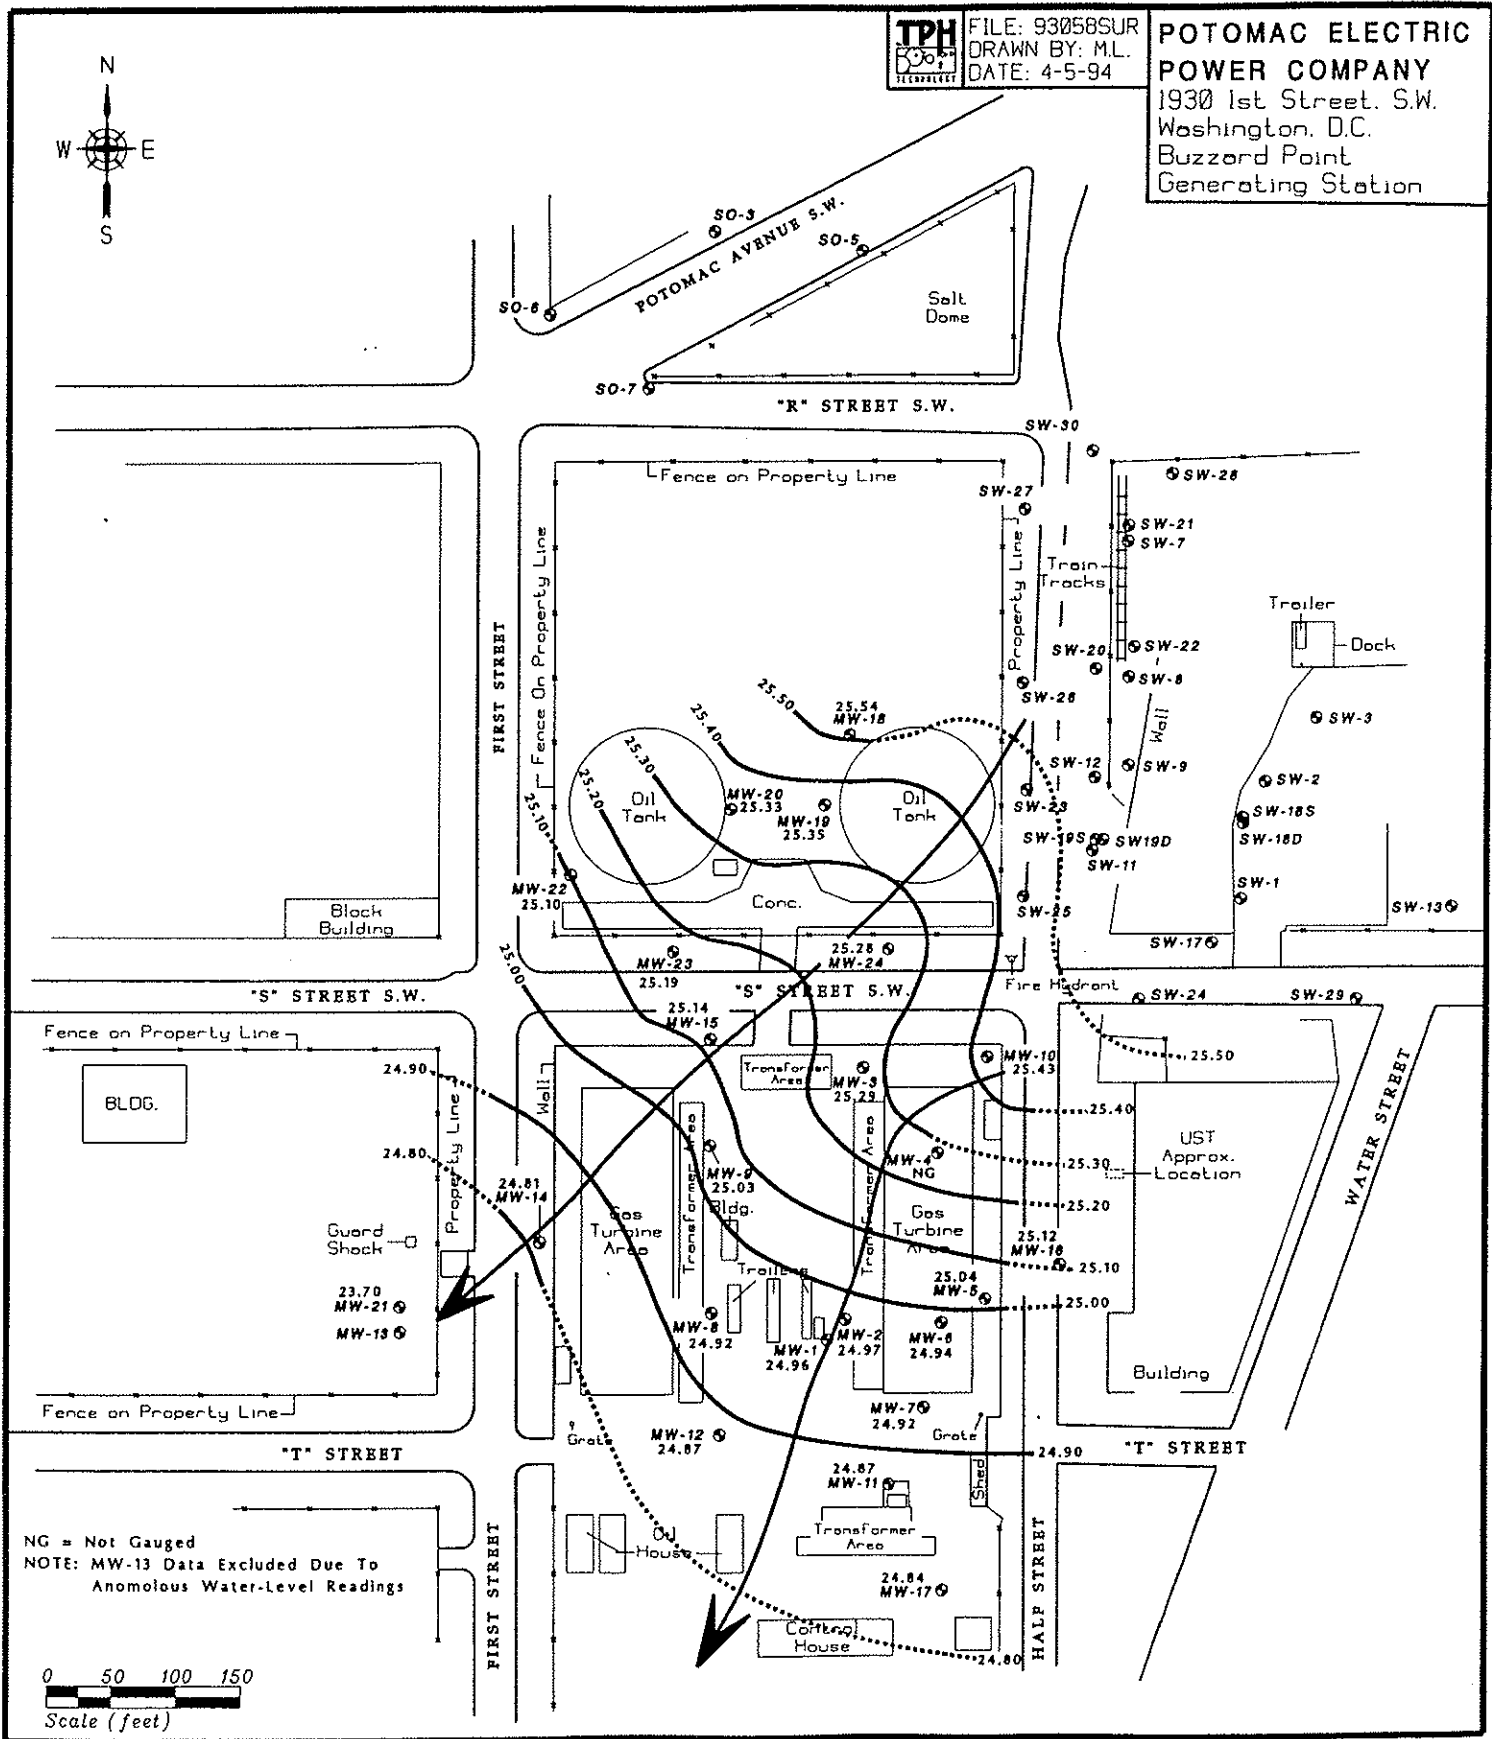 TPH
TECHNOLOGY
FILE: 93058SUR
DRAWN BY: M.L.
DATE: 4-5-94
POTOMAC ELECTRIC
POWER COMPANY
1930 1st Street. S.W.
Washington. D.C.
Buzzard Point
Generating Station
N
W E
S
SO-3
POTOMAC AVENUE S.W.
SO-5
SO-6
Salt
Dome
SO-7
"R" STREET S.W.
SW-30
Fence on Property Line
SW-28
SW-27
SW-21
SW-7
Fence On Property Line
Property Line
Train
Tracks
Trailer
Dock
FIRST STREET
SW-20
SW-22
SW-8
SW-26
SW-3
Wall
25.50
25.54
MW-18
25.40
25.30
25.20
25.10
SW-12
SW-9
SW-2
SW-23
Oil
Tank
MW-20
25.33
MW-19
25.35
Oil
Tank
SW-18S
SW-18D
SW-19S
SW19D
SW-11
MW-22
25.10
SW-1
SW-25
SW-13
Conc.
Block
Building
SW-17
25.00
MW-23
25.19
25.28
MW-24
"S" STREET S.W.
"S" STREET S.W.
Fire Hydrant
SW-24
SW-29
Fence on Property Line
25.14
MW-15
24.90
Wall
Transformer
Area
MW-3
25.29
MW-10
25.43
25.50
BLDG.
Property Line
25.40
WATER STREET
24.80
24.81
MW-14
MW-9
25.03
Transformer Area
Transformer Area
MW-4
NG
25.30
UST
Approx.
Location
25.20
Bldg.
Gas
Turbine
Area
Gas
Turbine
Area
Guard
Shack
25.12
MW-16
25.10
Trailers
25.04
MW-5
25.00
23.70
MW-21
MW-13
MW-8
24.92
MW-1
24.96
MW-2
24.97
MW-6
24.94
Building
Fence on Property Line
MW-7
24.92
Grate
MW-12
24.87
Grate
"T" STREET
24.90
"T" STREET
24.87
MW-11
Shed
NG = Not Gauged
NOTE: MW-13 Data Excluded Due To
Anomolous Water-Level Readings
Oil
House
Transformer
Area
FIRST STREET
HALF STREET
24.84
MW-17
Control
House
24.80
0 50 100 150
Scale (feet)